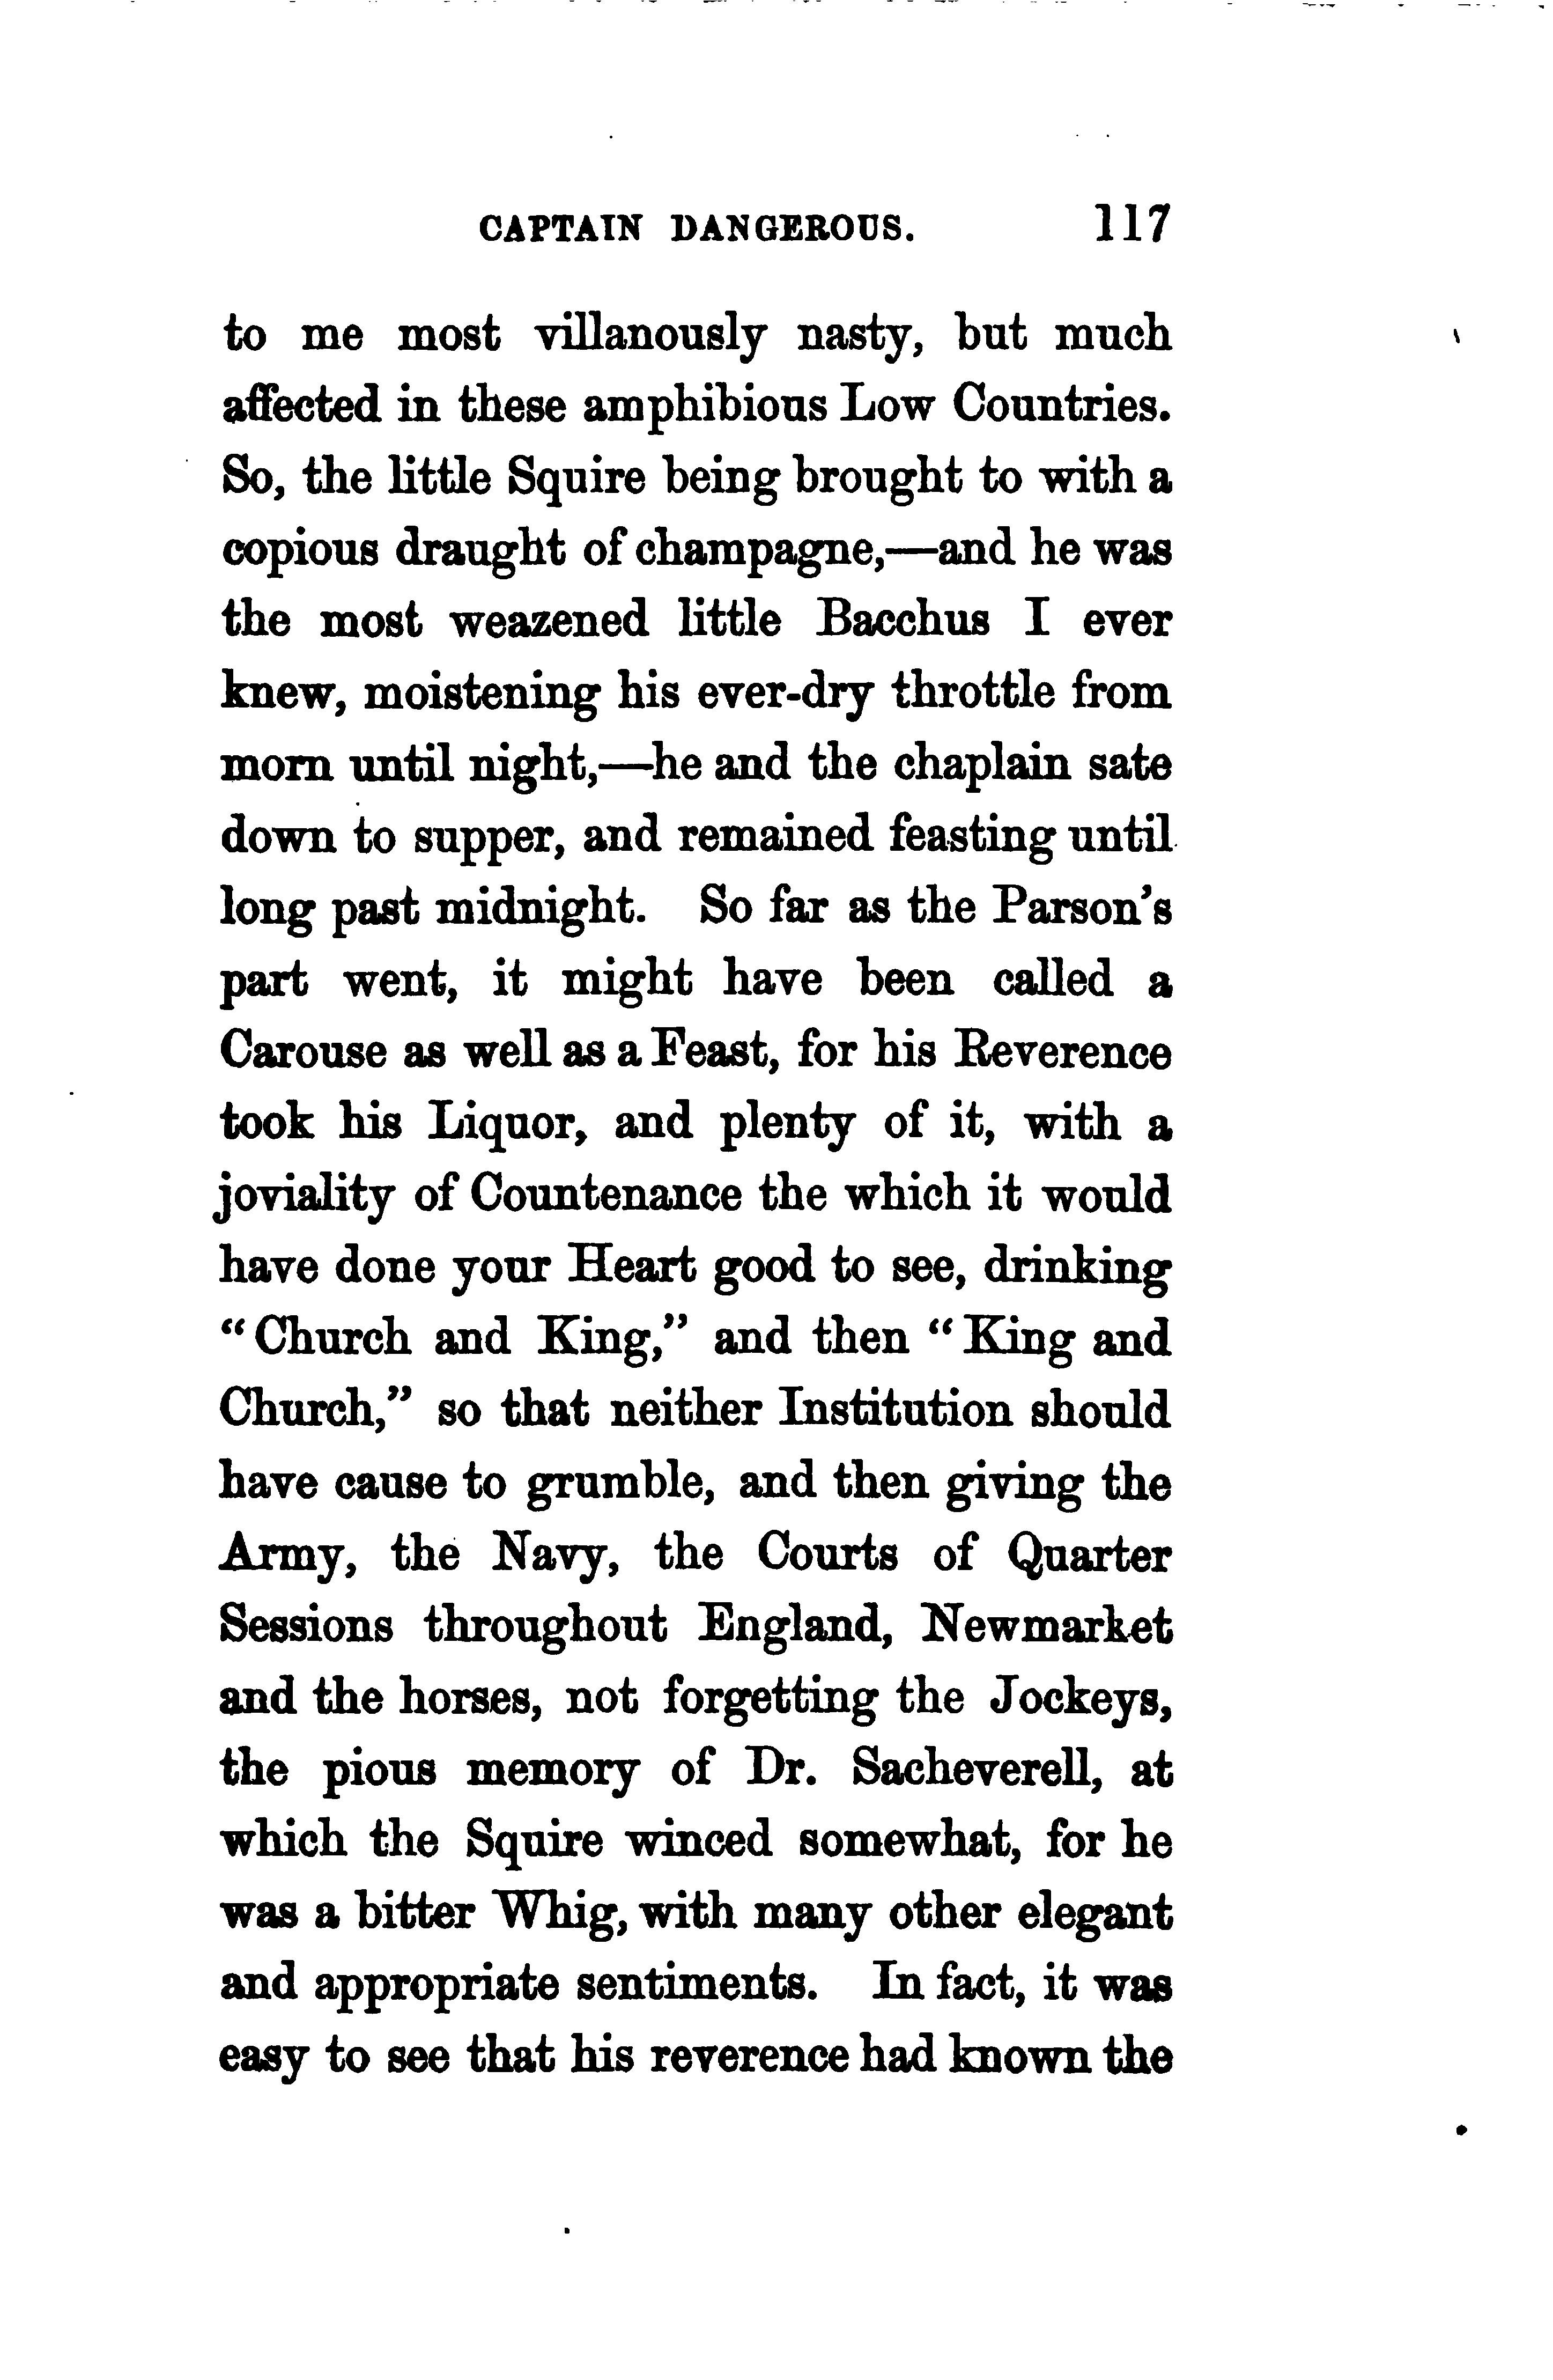 CAPTAIN DANGEROUS. 117
to me most villanously nasty, but much
affected in these amphibious Low Countries.
So, the little Squire being brought to with a
copious draught of champagne,—and he was
the most weazened little Bacchus I ever
knew, moistening his ever-dry throttle from
morn until night,—he and the chaplain sate
down to supper, and remained feasting until
long past midnight. So far as the Parson's
part went, it might have been called a
Carouse as well as a Feast, for his Reverence
took his Liquor, and plenty of it, with a
joviality of Countenance the which it would
have done your Heart good to see, drinking
“Church and King,” and then “King and
Church,” so that neither Institution should
have cause to grumble, and then giving the
Army, the Navy, the Courts of Quarter
Sessions throughout England, Newmarket
and the horses, not forgetting the Jockeys,
the pious memory of Dr. Sacheverell, at
which the Squire winced somewhat, for he
was a bitter Whig, with many other elegant
and appropriate sentiments. In fact, it was
easy to see that his reverence had known the